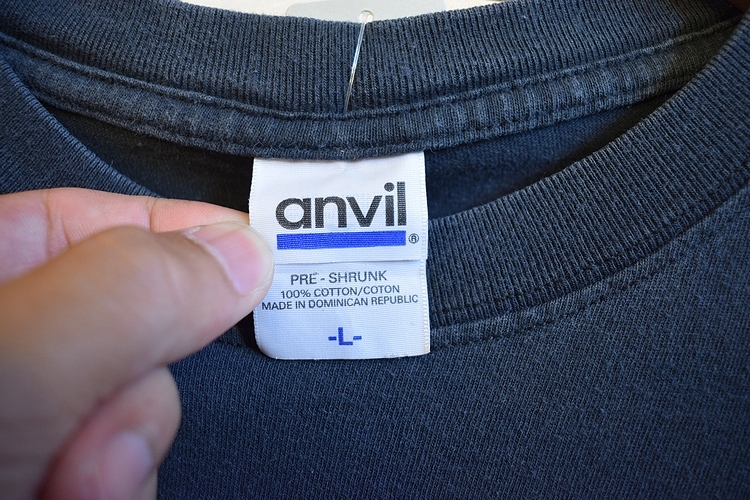 anvil
®
PRE - SHRUNK
100% COTTON/COTON
MADE IN DOMINICAN REPUBLIC
-L-